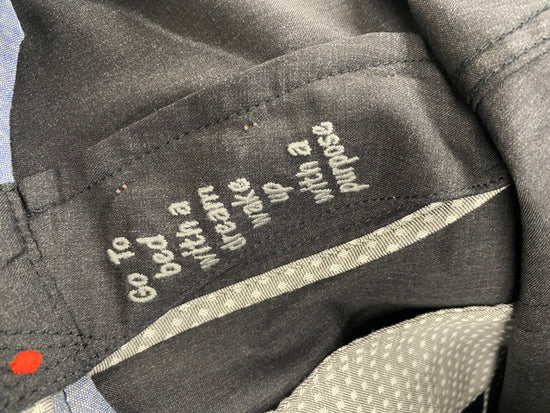 Go To
bed
with a
dream
wake
up
with a
purpose